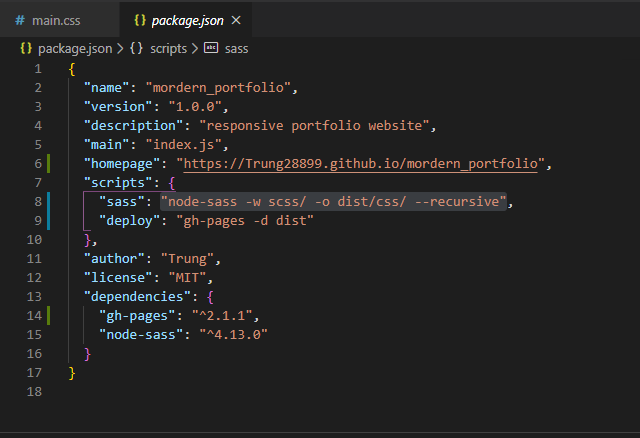 # main.css {} package.json ×
{} package.json > {} scripts > abc sass
1 {
2 "name": "mordern_portfolio",
3 "version": "1.0.0",
4 "description": "responsive portfolio website",
5 "main": "index.js",
6 "homepage": "https://Trung28899.github.io/mordern_portfolio",
7 "scripts": {
8 "sass": "node-sass -w scss/ -o dist/css/ --recursive",
9 "deploy": "gh-pages -d dist"
10 },
11 "author": "Trung",
12 "license": "MIT",
13 "dependencies": {
14 "gh-pages": "^2.1.1",
15 "node-sass": "^4.13.0"
16 }
17 }
18